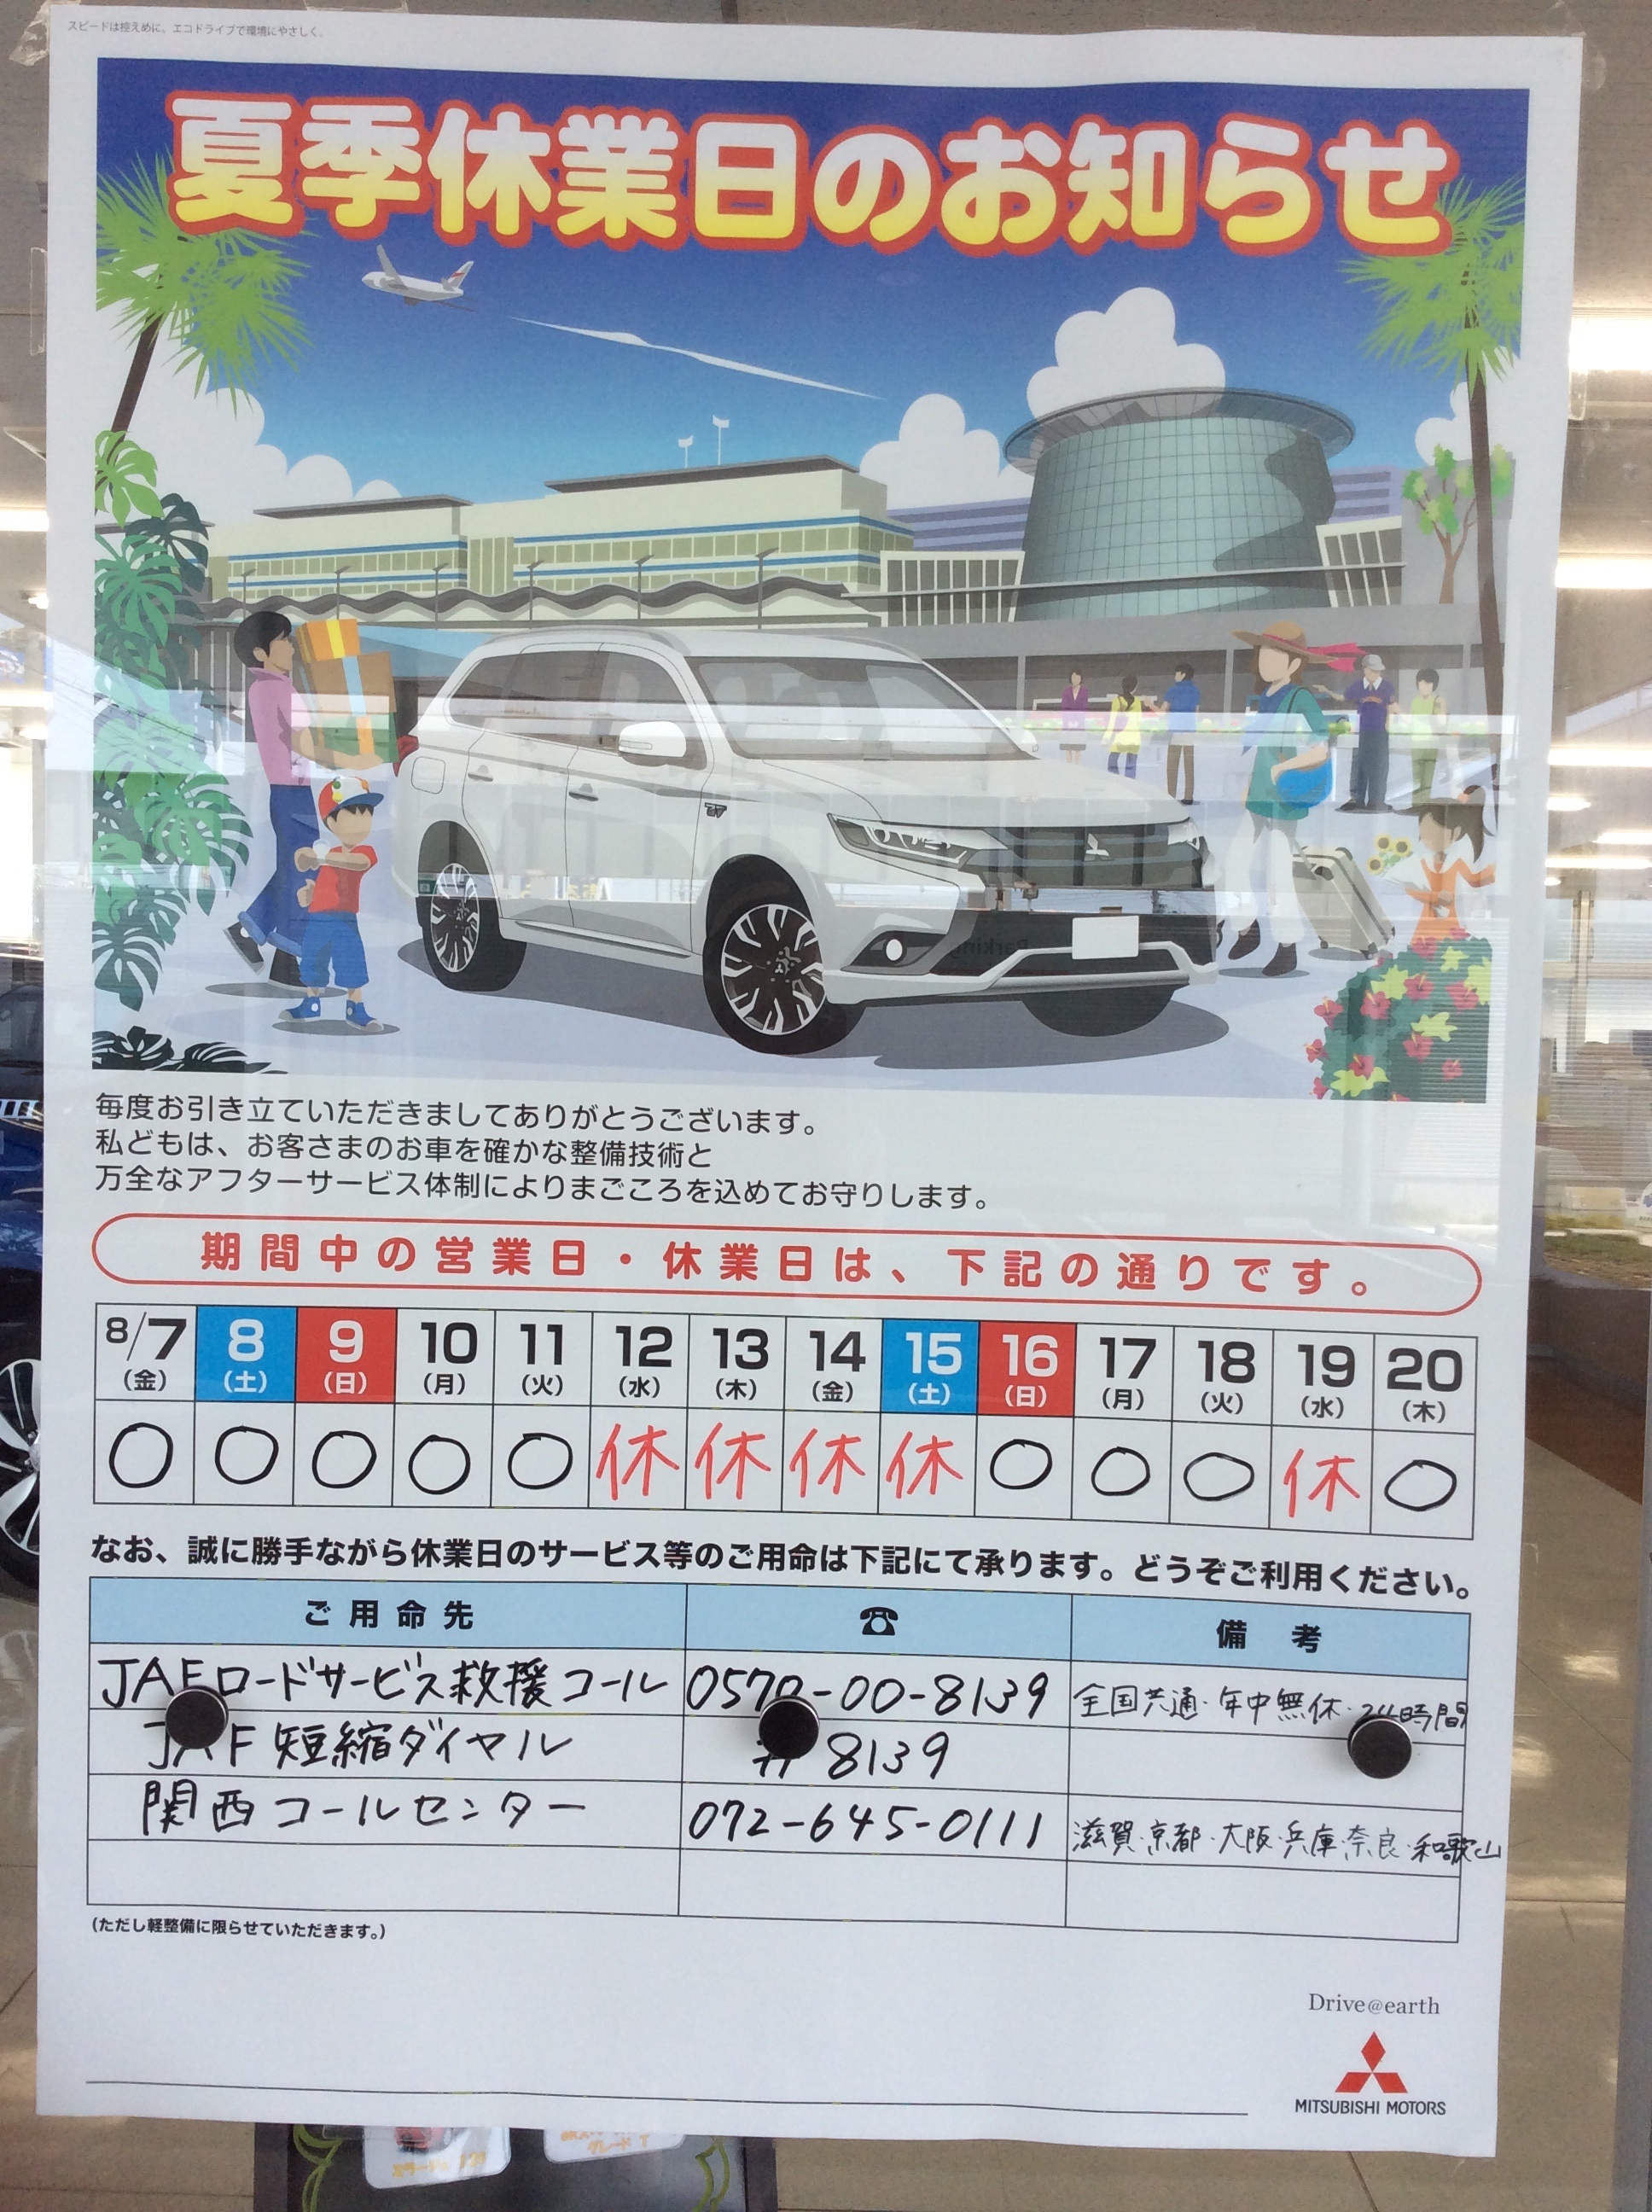 スピードは控えめに、エコドライブで環境にやさしく。
夏季休業日のお知らせ
毎度お引き立ていただきましてありがとうございます。
私どもは、お客さまのお車を確かな整備技術と
万全なアフターサービス体制によりまごころを込めてお守りします。
期間中の営業日・休業日は、下記の通りです。
8/7 8 9 10 11 12 13 14 15 16 17 18 19 20
(金) (土) (日) (月) (火) (水) (木) (金) (土) (日) (月) (火) (水) (木)
○ ○ ○ ○ ○ 休 休 休 休 ○ ○ ○ 休 ○
なお、誠に勝手ながら休業日のサービス等のご用命は下記にて承ります。どうぞご利用ください。
ご用命先 ☎ 備考
JAFロードサービス救援コール 0570-00-8139 全国共通・年中無休・24時間
JAF短縮ダイヤル # 8139
関西コールセンター 072-645-0111 滋賀・京都・大阪・兵庫・奈良・和歌山
(ただし軽整備に限らせていただきます。)
Drive@earth
MITSUBISHI MOTORS